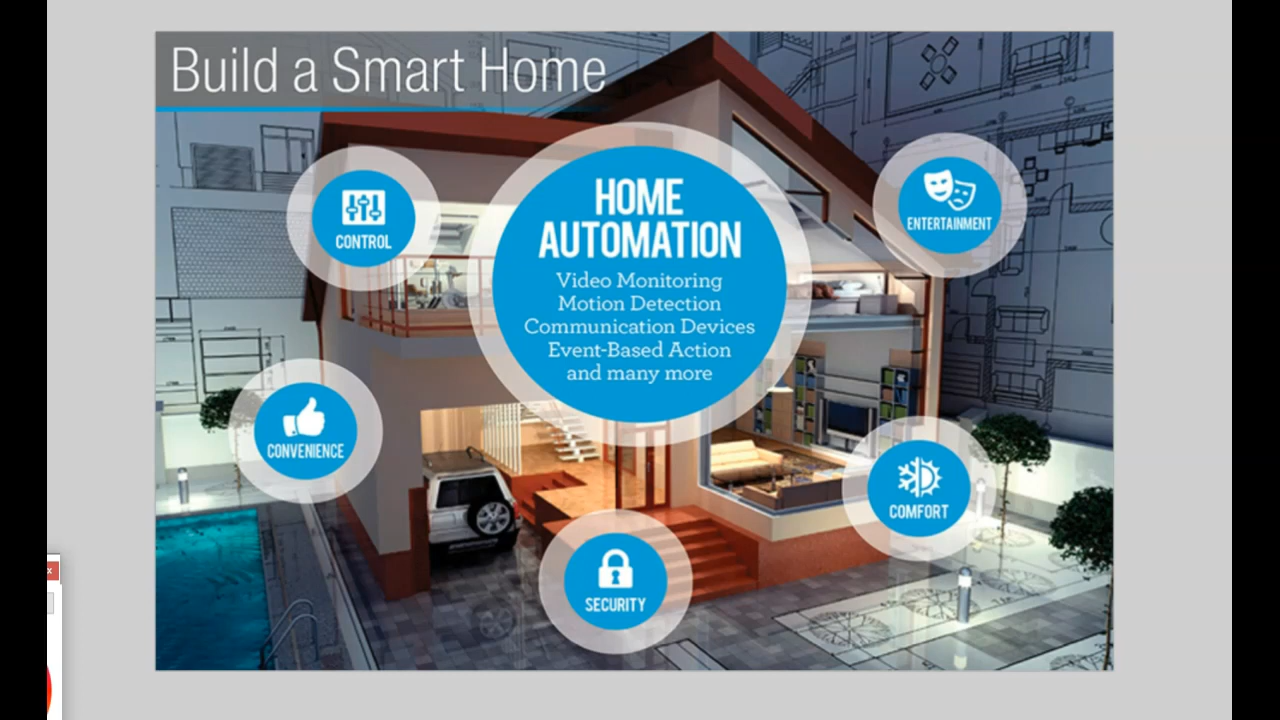 Build a Smart Home
CONTROL
HOME
AUTOMATION
Video Monitoring
Motion Detection
Communication Devices
Event-Based Action
and many more
ENTERTAINMENT
CONVENIENCE
COMFORT
SECURITY
x